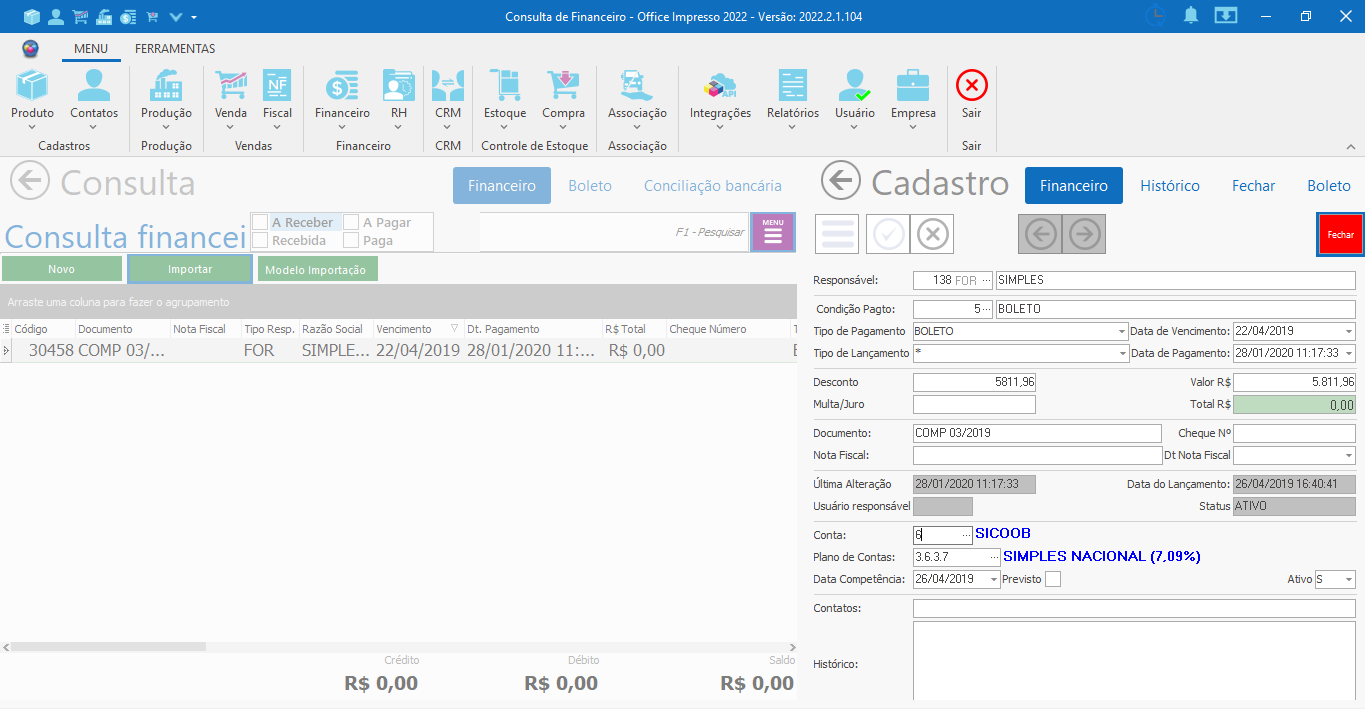 Consulta de Financeiro - Office Impresso 2022 - Versão: 2022.2.1.104
MENU FERRAMENTAS
NF API
Produto Contatos Produção Venda Fiscal Financeiro RH CRM Estoque Compra Associação Integrações Relatórios Usuário Empresa Sair
Cadastros Produção Vendas Financeiro CRM Controle de Estoque Associação Sair
Consulta Financeiro Boleto Conciliação bancária
Consulta financei
A Receber A Pagar
Recebida Paga
F1 - Pesquisar
MENU
Novo Importar Modelo Importação
Arraste uma coluna para fazer o agrupamento
Código Documento Nota Fiscal Tipo Resp. Razão Social Vencimento Dt. Pagamento R$ Total Cheque Número
30458 COMP 03/... FOR SIMPLE... 22/04/2019 28/01/2020 11:... R$ 0,00
Crédito Débito Saldo
R$ 0,00 R$ 0,00 R$ 0,00
Cadastro Financeiro Histórico Fechar Boleto
Fechar
Responsável: 138 FOR ... SIMPLES
Condição Pagto: 5 ... BOLETO
Tipo de Pagamento BOLETO Data de Vencimento: 22/04/2019
Tipo de Lançamento * Data de Pagamento: 28/01/2020 11:17:33
Desconto 5811,96 Valor R$ 5.811,96
Multa/Juro Total R$ 0,00
Documento: COMP 03/2019 Cheque Nº
Nota Fiscal: Dt Nota Fiscal
Última Alteração 28/01/2020 11:17:33 Data do Lançamento: 26/04/2019 16:40:41
Usuário responsável Status ATIVO
Conta: 6 ... SICOOB
Plano de Contas: 3.6.3.7 ... SIMPLES NACIONAL (7,09%)
Data Competência: 26/04/2019 Previsto Ativo S
Contatos:
Histórico: